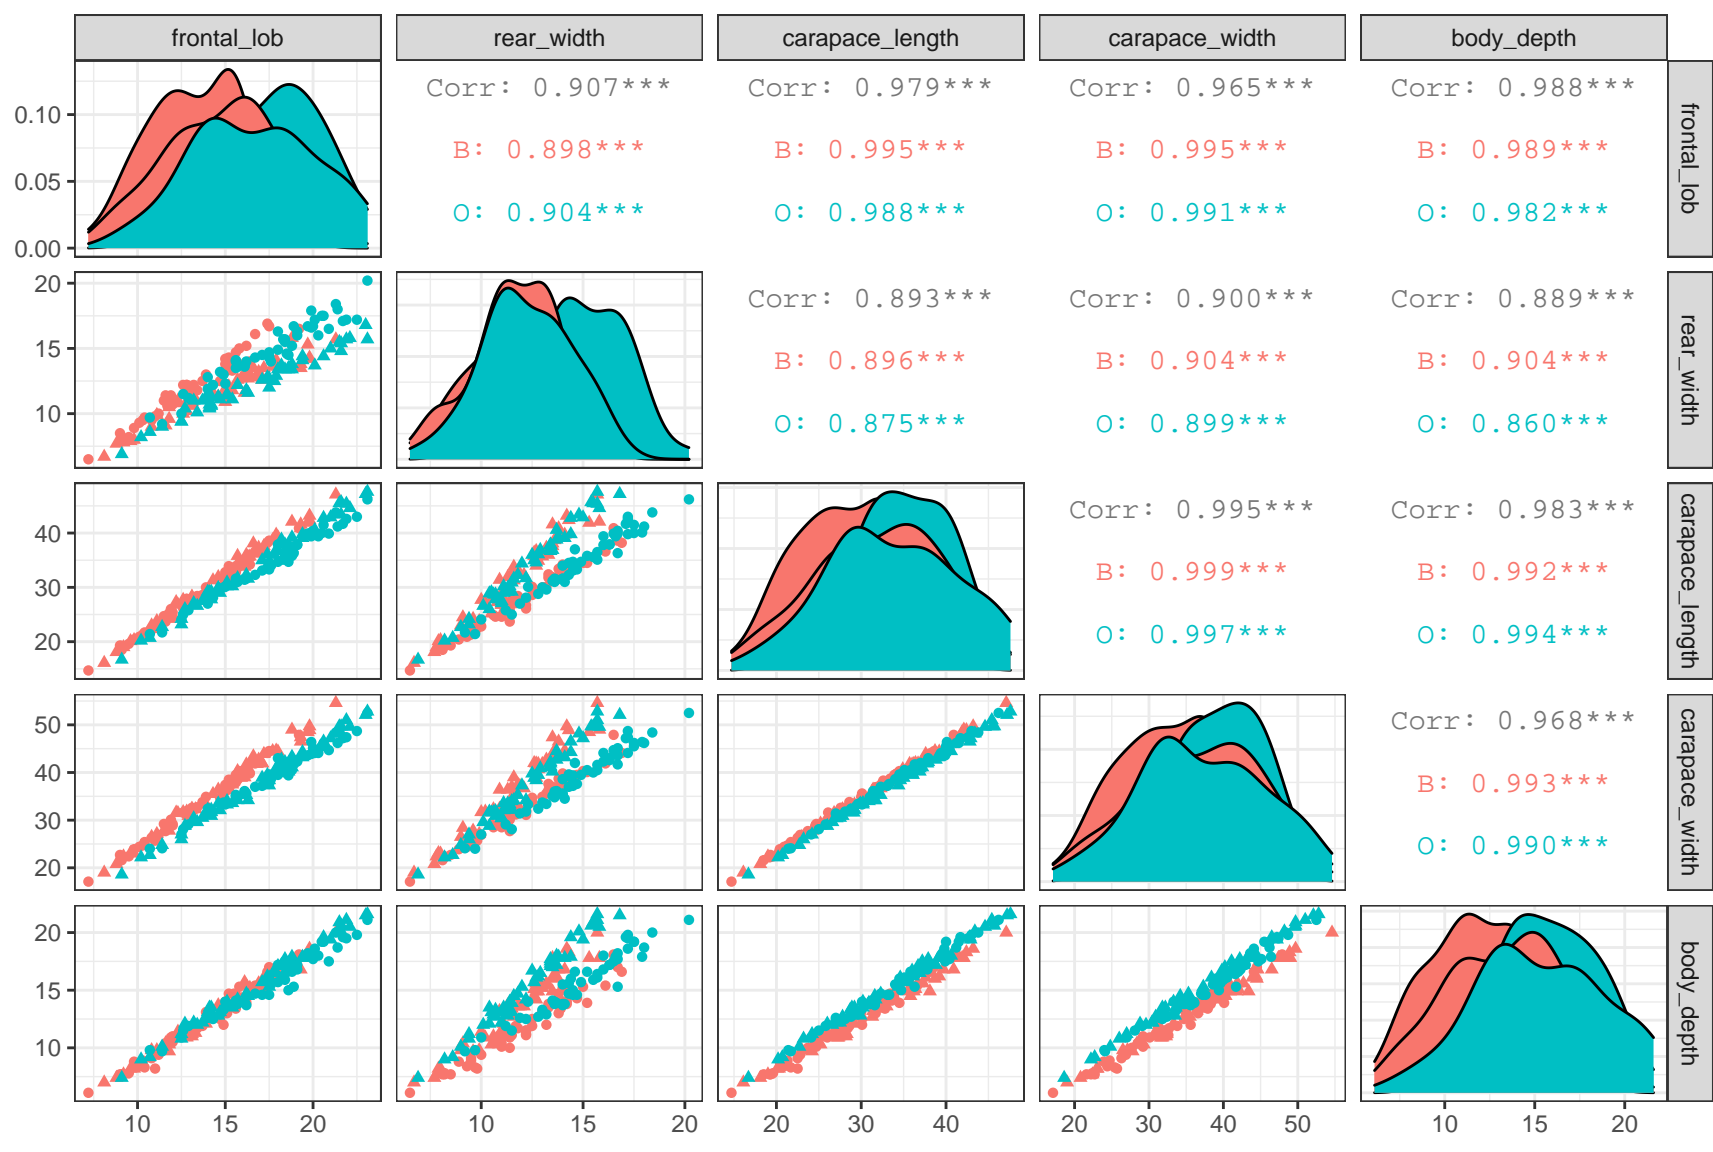 frontal_lob rear_width carapace_length carapace_width body_depth
0.10
0.05
0.00
Corr: 0.907*** Corr: 0.979*** Corr: 0.965*** Corr: 0.988***
B: 0.898*** B: 0.995*** B: 0.995*** B: 0.989***
O: 0.904*** O: 0.988*** O: 0.991*** O: 0.982***
frontal_lob
20
15
10
Corr: 0.893*** Corr: 0.900*** Corr: 0.889***
B: 0.896*** B: 0.904*** B: 0.904***
O: 0.875*** O: 0.899*** O: 0.860***
rear_width
40
30
20
Corr: 0.995*** Corr: 0.983***
B: 0.999*** B: 0.992***
O: 0.997*** O: 0.994***
carapace_length
50
40
30
20
Corr: 0.968***
B: 0.993***
O: 0.990***
carapace_width
20
15
10
body_depth
10 15 20 10 15 20 20 30 40 20 30 40 50 10 15 20